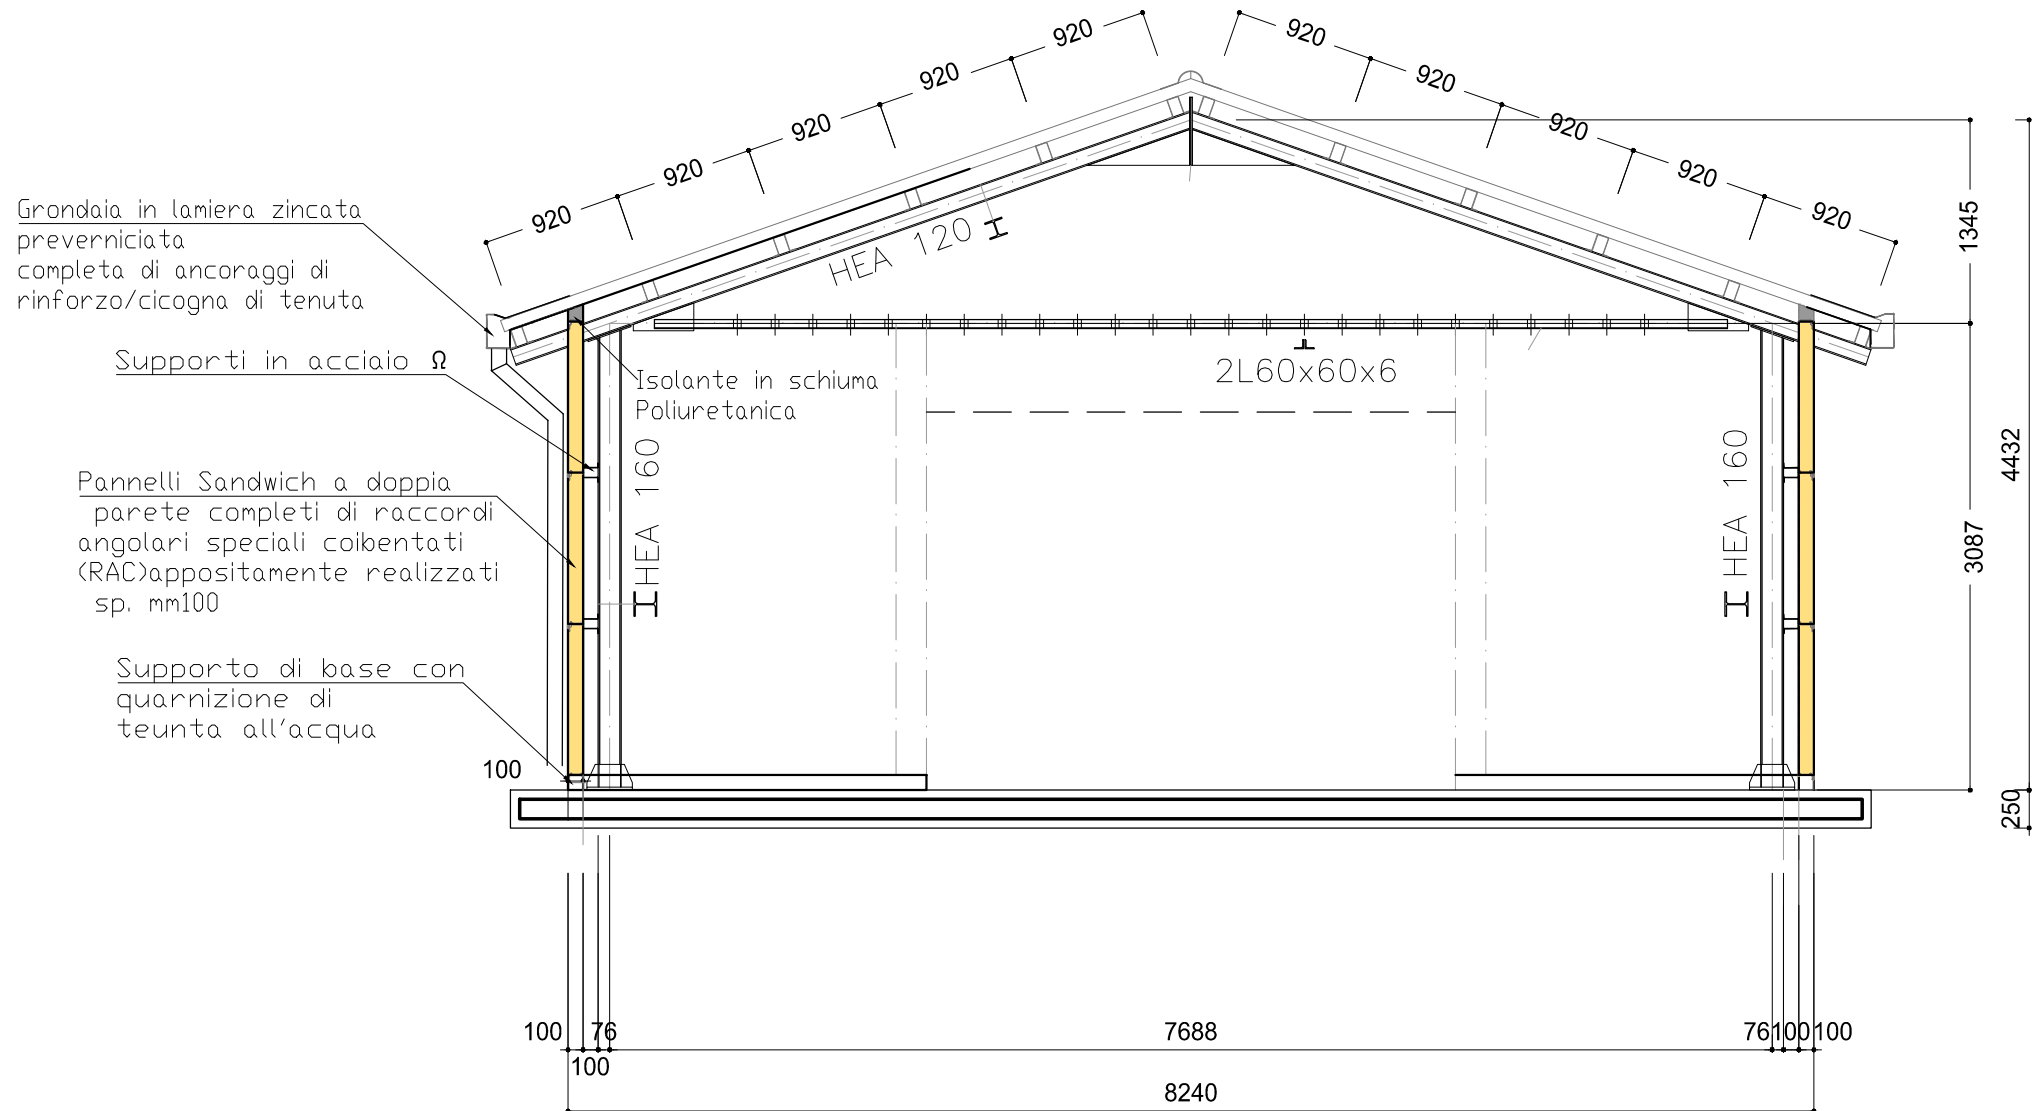 920
920
920
920
920
920
920
920
920
920
Grondaia in lamiera zincata
preverniciata
completa di ancoraggi di
rinforzo/cicogna di tenuta
Supporti in acciaio Ω
Isolante in schiuma
Poliuretanica
Pannelli Sandwich a doppia
parete completi di raccordi
angolari speciali coibentati
(RAC)appositamente realizzati
sp. mm100
Supporto di base con
quarnizione di
teunta all'acqua
HEA 120
2L60x60x6
HEA 160
HEA 160
1345
3087
4432
250
100
100
76
100
7688
76
100
100
8240